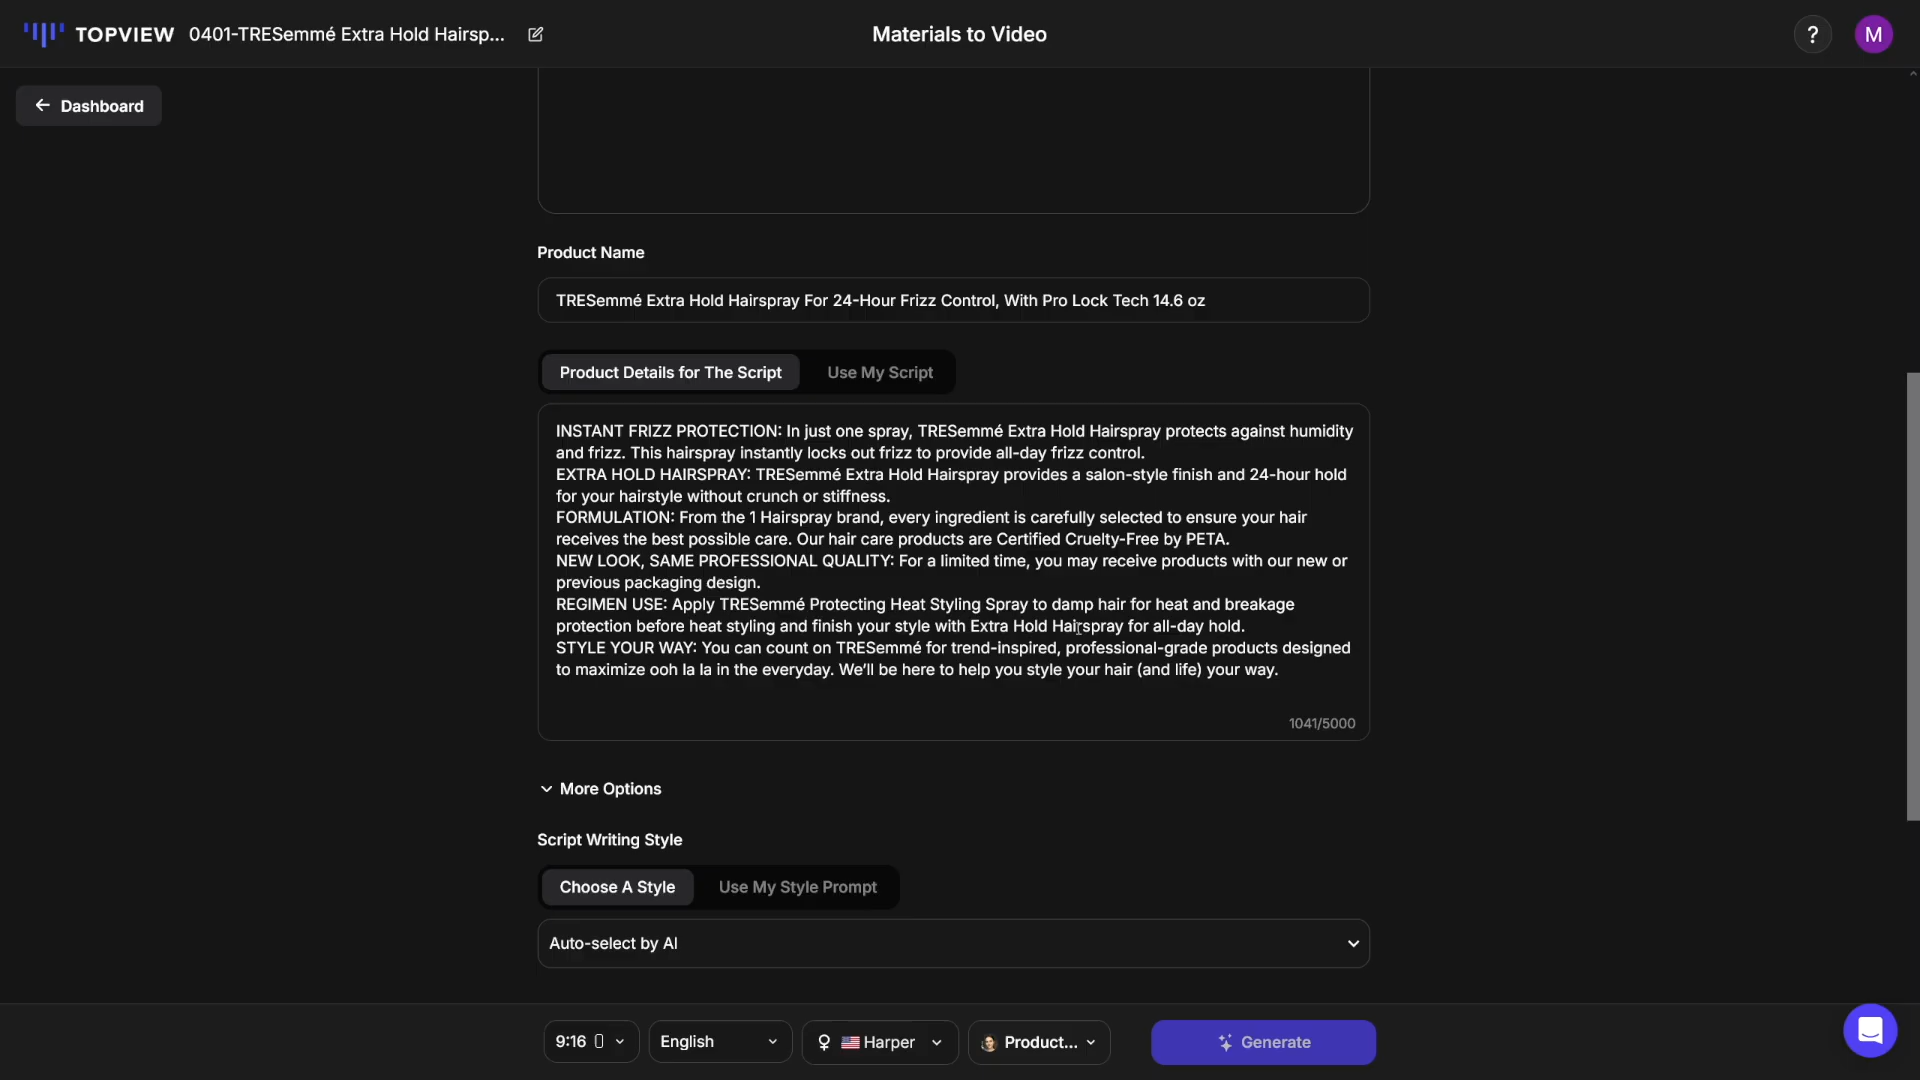 TOPVIEW 0401-TRESemmé Extra Hold Hairsp...
Materials to Video
?
M
Dashboard
Product Name
TRESemmé Extra Hold Hairspray For 24-Hour Frizz Control, With Pro Lock Tech 14.6 oz
Product Details for The Script
Use My Script
INSTANT FRIZZ PROTECTION: In just one spray, TRESemmé Extra Hold Hairspray protects against humidity
and frizz. This hairspray instantly locks out frizz to provide all-day frizz control.
EXTRA HOLD HAIRSPRAY: TRESemmé Extra Hold Hairspray provides a salon-style finish and 24-hour hold
for your hairstyle without crunch or stiffness.
FORMULATION: From the 1 Hairspray brand, every ingredient is carefully selected to ensure your hair
receives the best possible care. Our hair care products are Certified Cruelty-Free by PETA.
NEW LOOK, SAME PROFESSIONAL QUALITY: For a limited time, you may receive products with our new or
previous packaging design.
REGIMEN USE: Apply TRESemmé Protecting Heat Styling Spray to damp hair for heat and breakage
protection before heat styling and finish your style with Extra Hold Hairspray for all-day hold.
STYLE YOUR WAY: You can count on TRESemmé for trend-inspired, professional-grade products designed
to maximize ooh la la in the everyday. We’ll be here to help you style your hair (and life) your way.
1041/5000
More Options
Script Writing Style
Choose A Style
Use My Style Prompt
Auto-select by AI
9:16
English
Harper
Product...
Generate